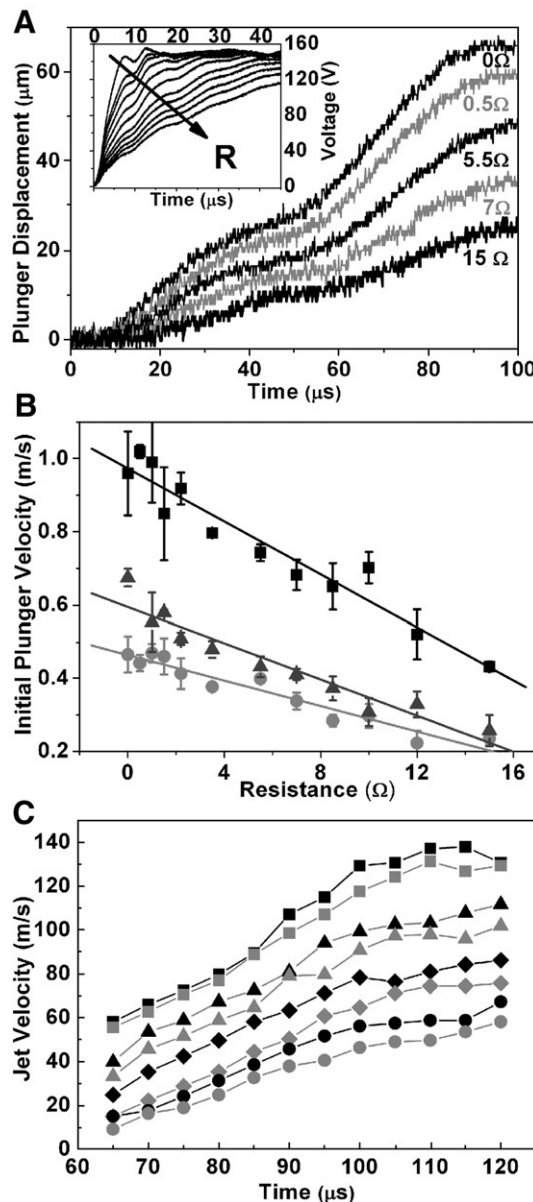 A
0 10 20 30 40
160
120
80
40
0
Voltage (V)
R
Time (μs)
60
40
20
0
Plunger Displacement (μm)
0Ω
0.5Ω
5.5Ω
7Ω
15 Ω
0 20 40 60 80 100
Time (μs)
B
1.0
0.8
0.6
0.4
0.2
Initial Plunger Velocity (m/s)
0 4 8 12 16
Resistance (Ω)
C
140
120
100
80
60
40
20
0
Jet Velocity (m/s)
60 70 80 90 100 110 120
Time (μs)